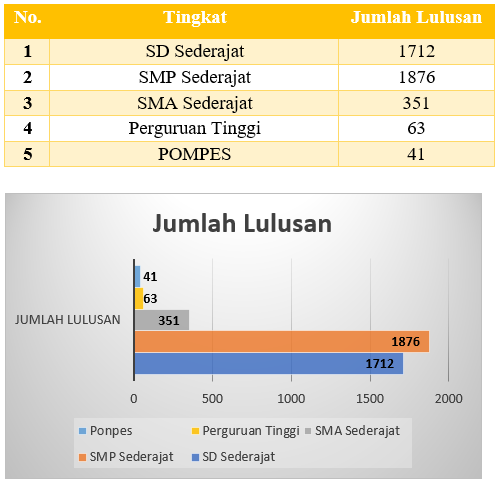 No. Tingkat Jumlah Lulusan
1 SD Sederajat 1712
2 SMP Sederajat 1876
3 SMA Sederajat 351
4 Perguruan Tinggi 63
5 POMPES 41
Jumlah Lulusan
41
63
JUMLAH LULUSAN 351
1876
1712
0 500 1000 1500 2000
Ponpes Perguruan Tinggi SMA Sederajat
SMP Sederajat SD Sederajat